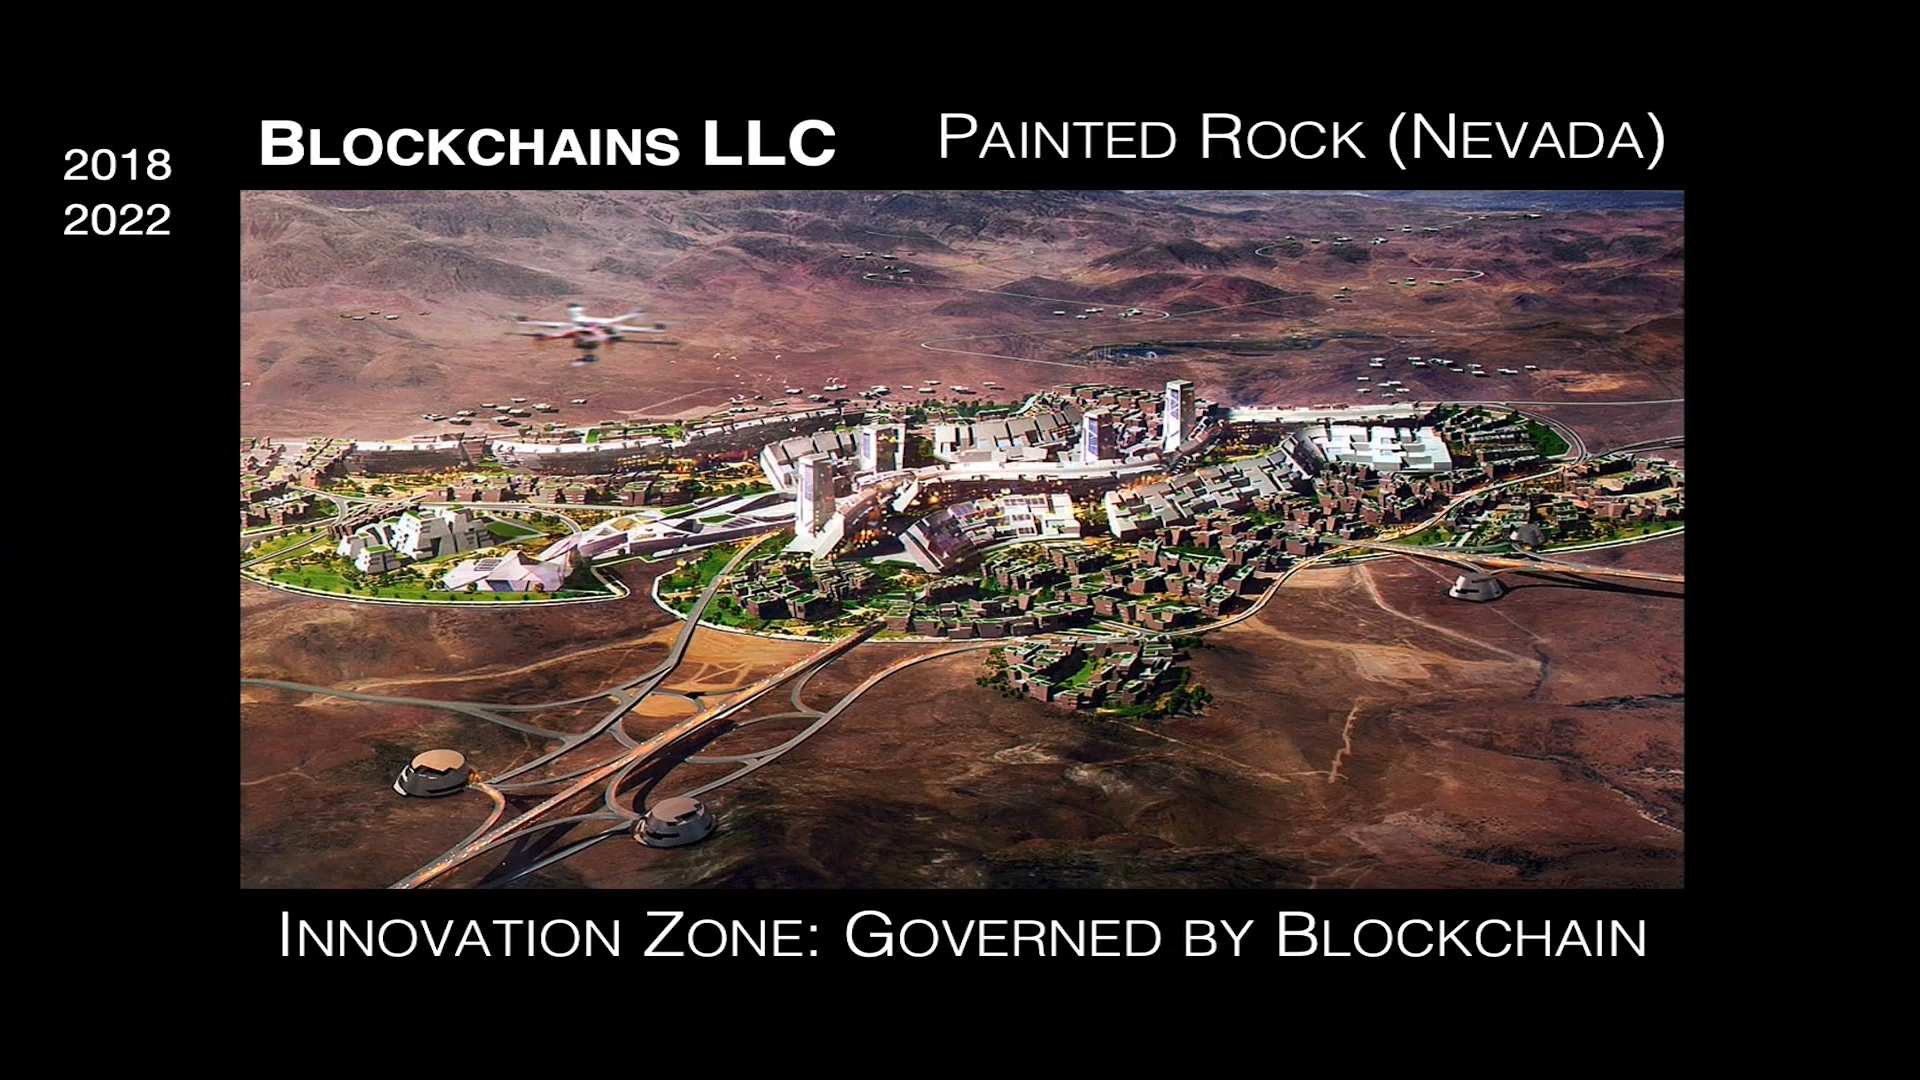 2018
2022
BLOCKCHAINS LLC
PAINTED ROCK (NEVADA)
INNOVATION ZONE: GOVERNED BY BLOCKCHAIN